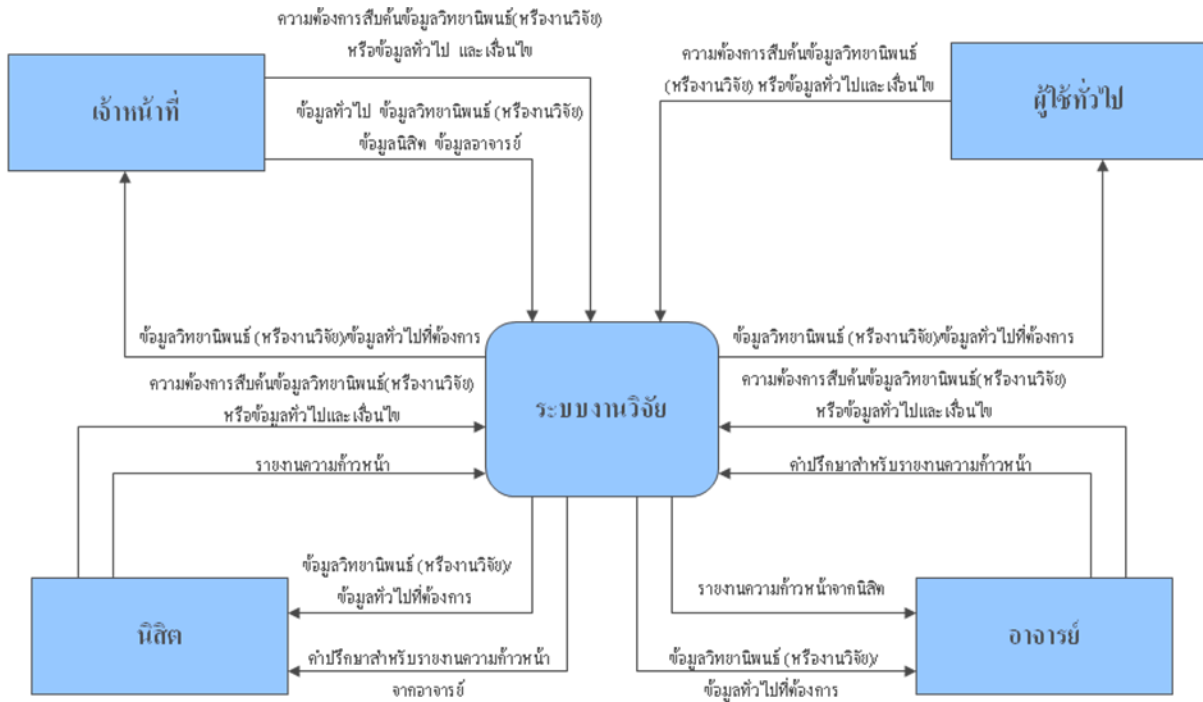 ความต้องการสืบค้นข้อมูลวิทยานิพนธ์(หรืองานวิจัย)
หรือข้อมูลทั่วไป และเงื่อนไข
ความต้องการสืบค้นข้อมูลวิทยานิพนธ์
(หรืองานวิจัย) หรือข้อมูลทั่วไปและเงื่อนไข
เจ้าหน้าที่
ผู้ใช้ทั่วไป
ข้อมูลทั่วไป ข้อมูลวิทยานิพนธ์ (หรืองานวิจัย)
ข้อมูลนิสิต ข้อมูลอาจารย์
ข้อมูลวิทยานิพนธ์ (หรืองานวิจัย)/ข้อมูลทั่วไปที่ต้องการ
ข้อมูลวิทยานิพนธ์ (หรืองานวิจัย)/ข้อมูลทั่วไปที่ต้องการ
ความต้องการสืบค้นข้อมูลวิทยานิพนธ์(หรืองานวิจัย)
หรือข้อมูลทั่วไปและเงื่อนไข
ระบบงานวิจัย
ความต้องการสืบค้นข้อมูลวิทยานิพนธ์(หรืองานวิจัย)
หรือข้อมูลทั่วไปและเงื่อนไข
รายงานความก้าวหน้า
คำปรึกษาสำหรับรายงานความก้าวหน้า
ข้อมูลวิทยานิพนธ์ (หรืองานวิจัย)/
ข้อมูลทั่วไปที่ต้องการ
รายงานความก้าวหน้าจากนิสิต
นิสิต
อาจารย์
คำปรึกษาสำหรับรายงานความก้าวหน้า
จากอาจารย์
ข้อมูลวิทยานิพนธ์ (หรืองานวิจัย)/
ข้อมูลทั่วไปที่ต้องการ